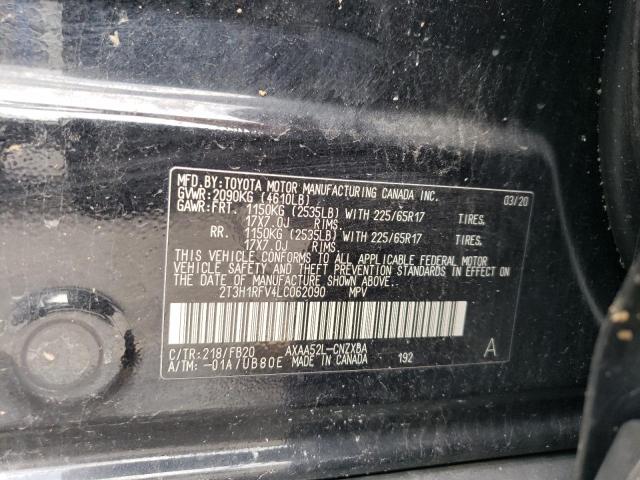 MFD.BY:TOYOTA MOTOR MANUFACTURING CANADA INC. 03/20
GVWR:2090KG (4610LB)
GAWR:FRT. 1150KG (2535LB) WITH 225/65R17 TIRES.
17X7.0J RIMS.
RR. 1150KG (2535LB) WITH 225/65R17 TIRES.
17X7.0J RIMS.
THIS VEHICLE CONFORMS TO ALL APPLICABLE FEDERAL MOTOR
VEHICLE SAFETY AND BUMPER STANDARDS IN EFFECT ON
THE DATE OF MANUFACTURE SHOWN ABOVE.
2T3H1RFV4LC062090 MPV
C/TR:218/FB20 AXAA52L-CNZXBA A
A/TM:-01A/UB80E MADE IN CANADA 192